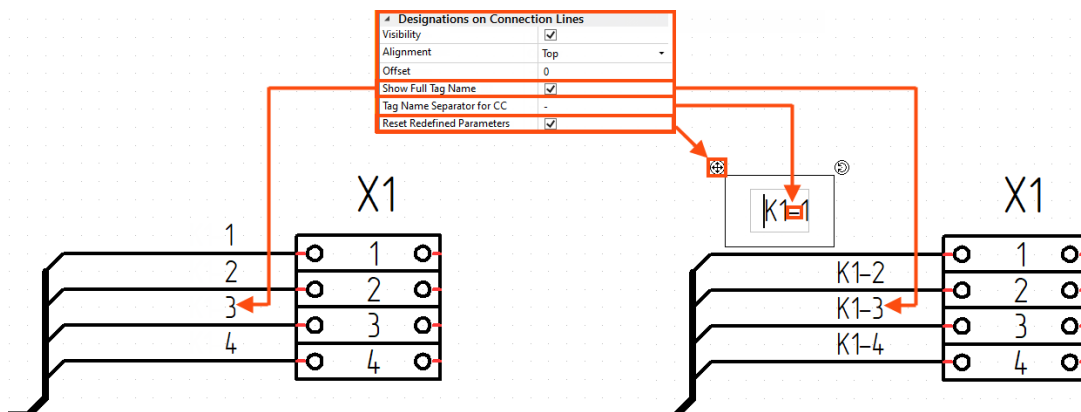 Designations on Connection Lines
Visibility
Alignment Top
Offset 0
Show Full Tag Name
Tag Name Separator for CC -
Reset Redefined Parameters
X1
1
2
3
4
1
2
3
4
K1-1
X1
K1-2
K1-3
K1-4
1
2
3
4